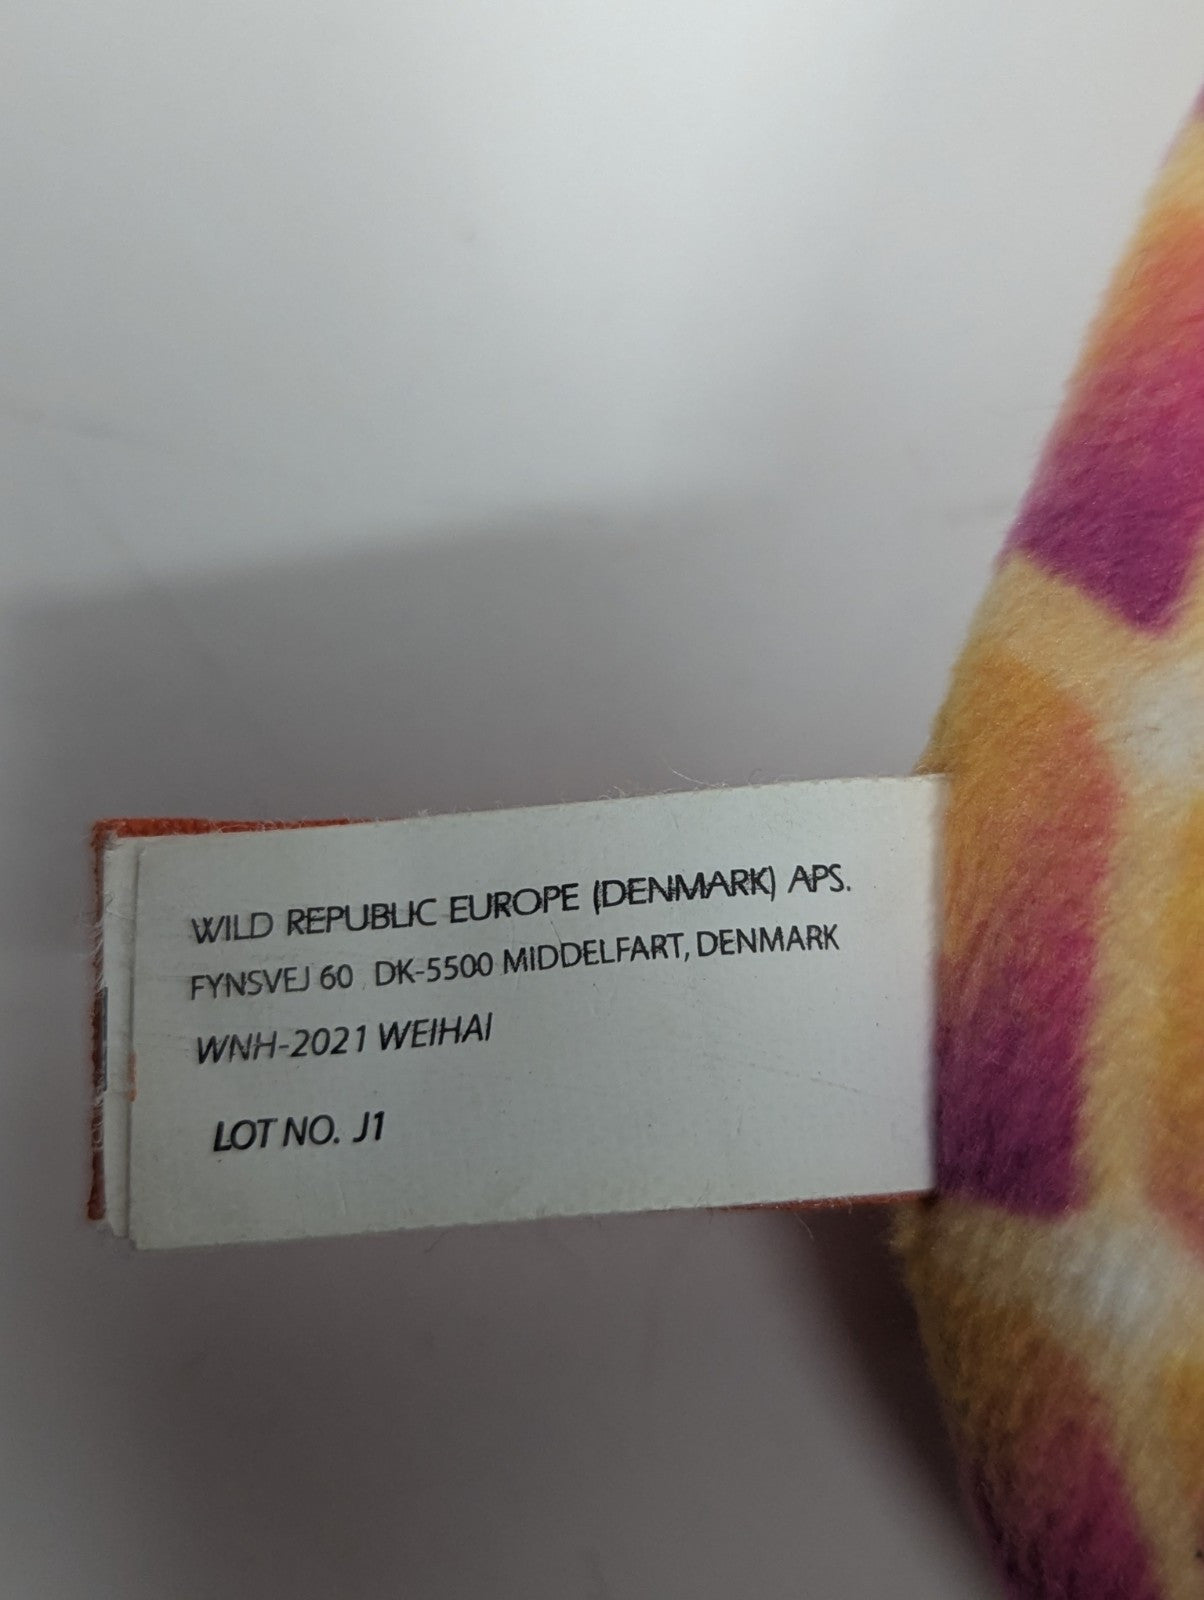 WILD REPUBLIC EUROPE (DENMARK) APS.
FYNSVEJ 60 DK-5500 MIDDELFART, DENMARK
WNH-2021 WEIHAI
LOT NO. J1